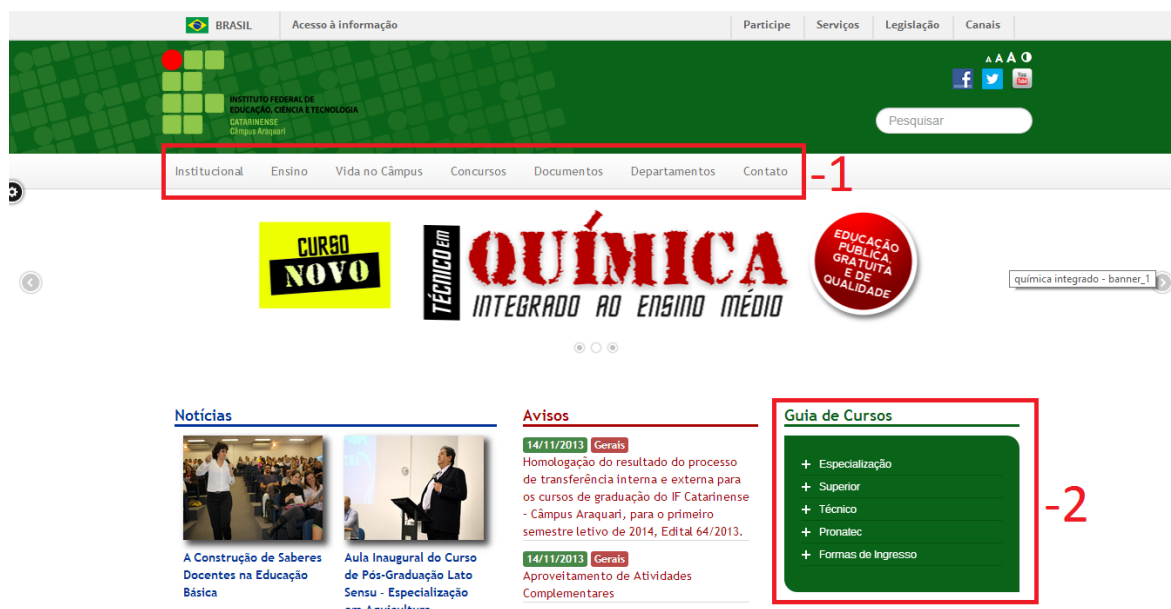 BRASIL Acesso à informação Participe Serviços Legislação Canais
A A A
INSTITUTO FEDERAL DE
EDUCAÇÃO, CIÊNCIA E TECNOLOGIA
CATARINENSE
Câmpus Araquari
You
Pesquisar
Institucional Ensino Vida no Câmpus Concursos Documentos Departamentos Contato
-1
CURSO
NOVO
TÉCNICO EM
QUÍMICA
INTEGRADO AO ENSINO MÉDIO
EDUCAÇÃO
PÚBLICA,
GRATUITA
E DE
QUALIDADE
química integrado - banner_1
Notícias
A Construção de Saberes
Docentes na Educação
Básica
Aula Inaugural do Curso
de Pós-Graduação Lato
Sensu - Especialização
em Aquicultura
Avisos
14/11/2013 Gerais
Homologação do resultado do processo
de transferência interna e externa para
os cursos de graduação do IF Catarinense
- Câmpus Araquari, para o primeiro
semestre letivo de 2014, Edital 64/2013.
14/11/2013 Gerais
Aproveitamento de Atividades
Complementares
Guia de Cursos
+ Especialização
+ Superior
+ Técnico
+ Pronatec
+ Formas de Ingresso
-2